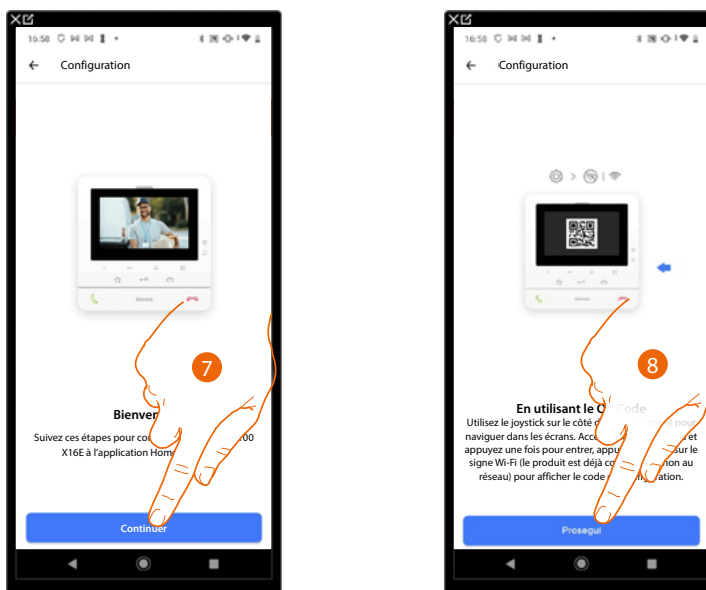 16:58
Configuration
7
Bienver
Suivez ces étapes pour co 00
X16E à l'application Hom
Continuer
16:58
Configuration
8
En utilisant le Q Code
Utilisez le joystick sur le côté d pour
naviguer dans les écrans. Acc et
appuyez une fois pour entrer, appu sur le
signe Wi-Fi (le produit est déjà co non au
réseau) pour afficher le code ation.
Prosegui